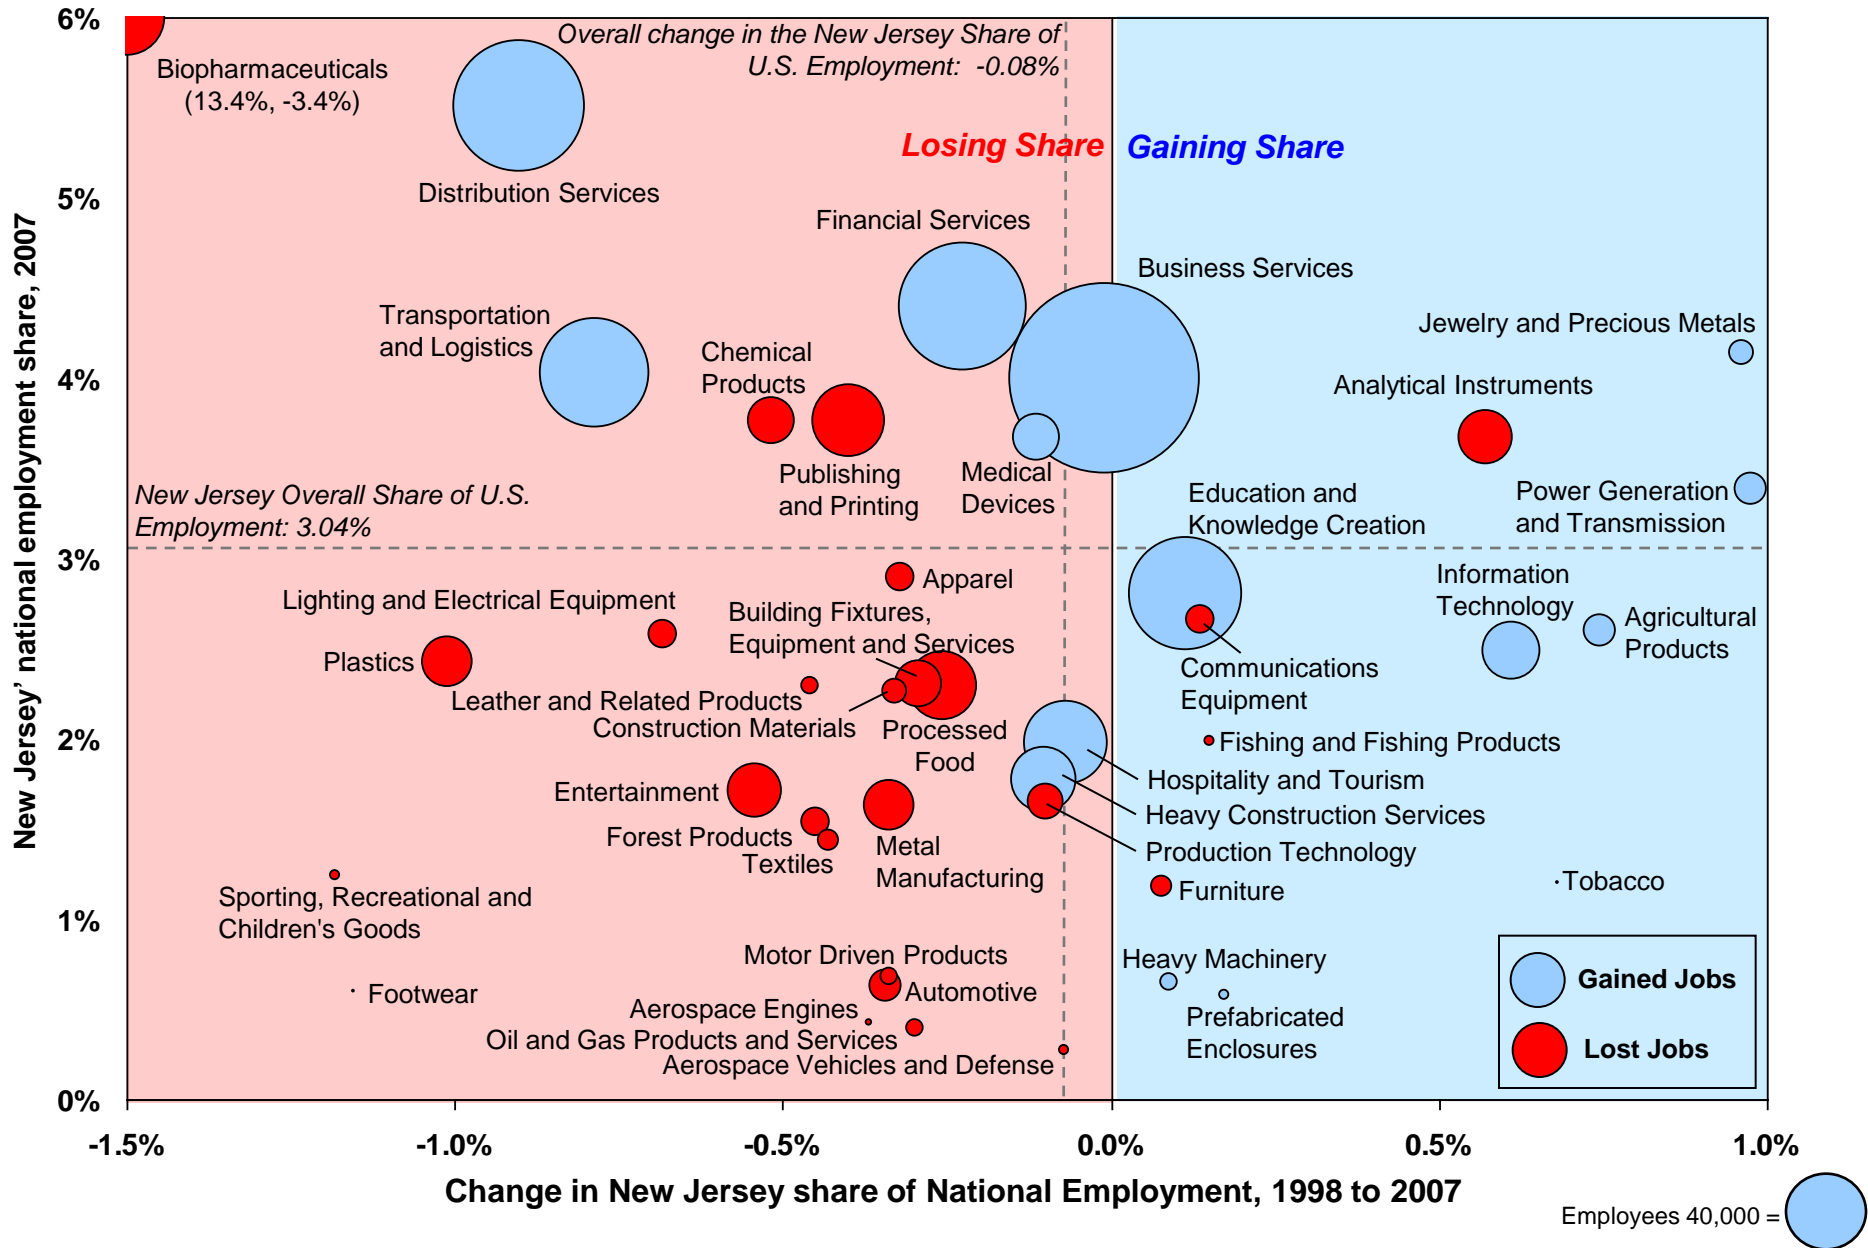 6%
Overall change in the New Jersey Share of
U.S. Employment: -0.08%
Biopharmaceuticals
(13.4%, -3.4%)
Losing Share
Gaining Share
Distribution Services
5%
Financial Services
Business Services
Transportation
and Logistics
Jewelry and Precious Metals
Chemical
Products
4%
Analytical Instruments
Publishing
and Printing
Medical
Devices
New Jersey Overall Share of U.S.
Employment: 3.04%
Education and
Knowledge Creation
Power Generation
and Transmission
3%
Apparel
Information
Technology
Lighting and Electrical Equipment
Building Fixtures,
Equipment and Services
Agricultural
Products
Plastics
Communications
Equipment
Leather and Related Products
Construction Materials
Processed
Food
2%
Fishing and Fishing Products
Hospitality and Tourism
Entertainment
Heavy Construction Services
Forest Products
Textiles
Metal
Manufacturing
Production Technology
Furniture
Tobacco
Sporting, Recreational and
Children's Goods
1%
Motor Driven Products
Heavy Machinery
Footwear
Automotive
Aerospace Engines
Oil and Gas Products and Services
Aerospace Vehicles and Defense
Prefabricated
Enclosures
Gained Jobs
Lost Jobs
0%
New Jersey’ national employment share, 2007
-1.5%
-1.0%
-0.5%
0.0%
0.5%
1.0%
Change in New Jersey share of National Employment, 1998 to 2007
Employees 40,000 =